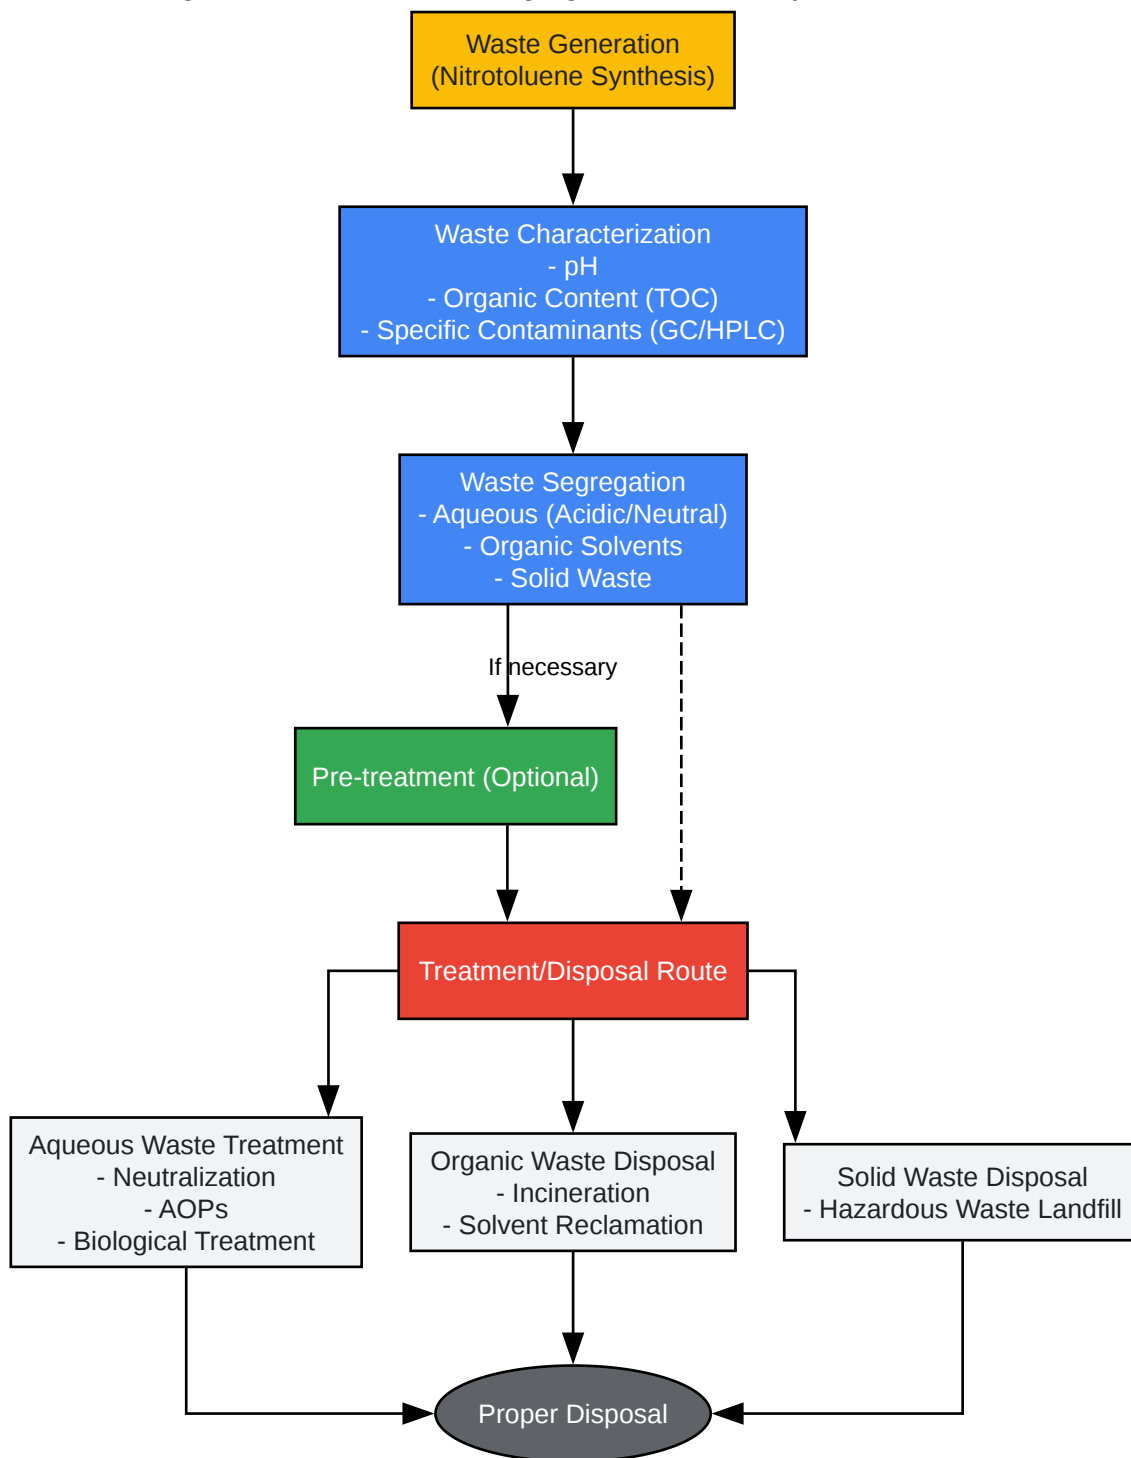 Waste Generation
(Nitrotoluene Synthesis)
Waste Characterization
- pH
- Organic Content (TOC)
- Specific Contaminants (GC/HPLC)
Waste Segregation
- Aqueous (Acidic/Neutral)
- Organic Solvents
- Solid Waste
If necessary
Pre-treatment (Optional)
Treatment/Disposal Route
Aqueous Waste Treatment
- Neutralization
- AOPs
- Biological Treatment
Organic Waste Disposal
- Incineration
- Solvent Reclamation
Solid Waste Disposal
- Hazardous Waste Landfill
Proper Disposal